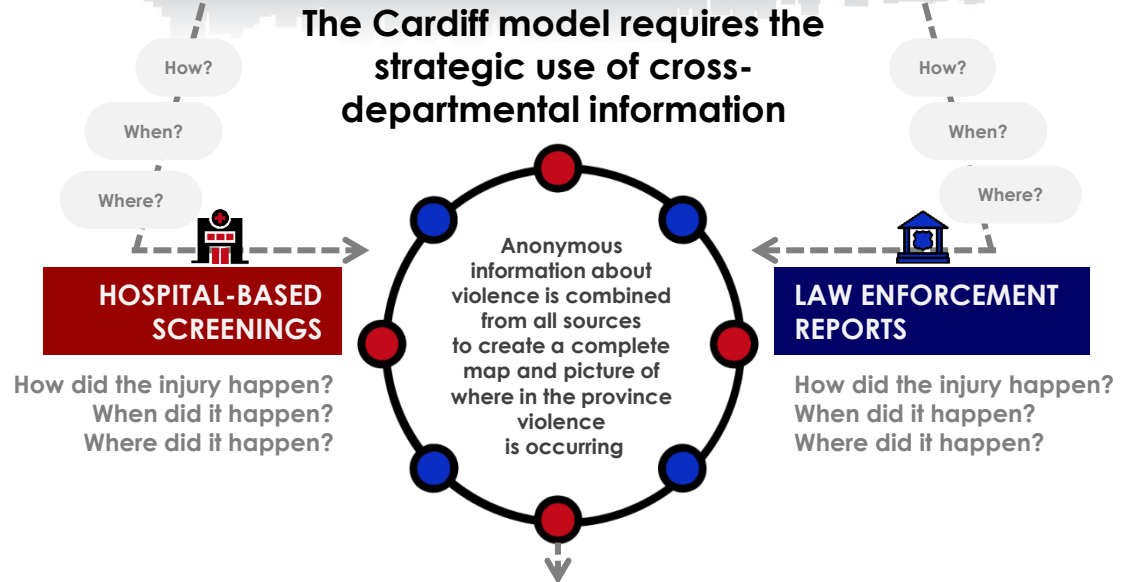 The Cardiff model requires the
strategic use of cross-
departmental information
How?
When?
Where?
How?
When?
Where?
HOSPITAL-BASED
SCREENINGS
How did the injury happen?
When did it happen?
Where did it happen?
Anonymous
information about
violence is combined
from all sources
to create a complete
map and picture of
where in the province
violence
is occurring
LAW ENFORCEMENT
REPORTS
How did the injury happen?
When did it happen?
Where did it happen?